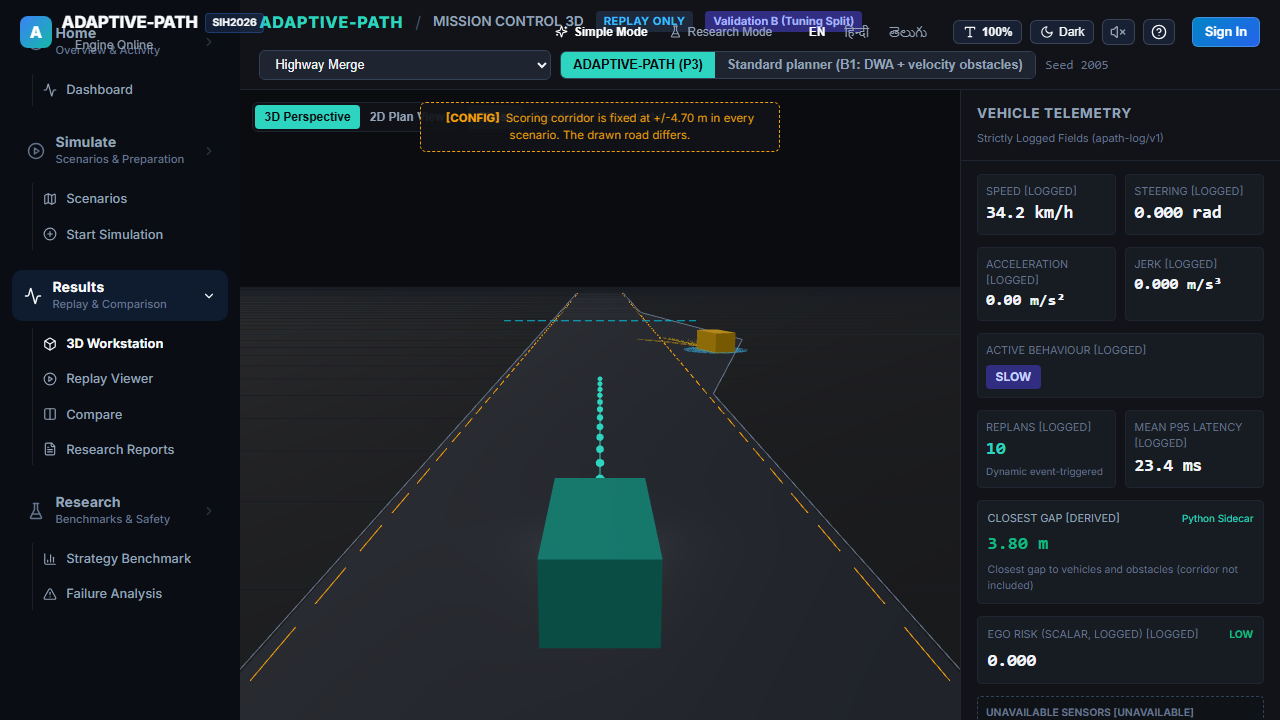 A
ADAPTIVE-PATH
SIH2026
Home
Overview & Activity
Engine Online
Dashboard
Simulate
Scenarios & Preparation
Scenarios
Start Simulation
Results
Replay & Comparison
3D Workstation
Replay Viewer
Compare
Research Reports
Research
Benchmarks & Safety
Strategy Benchmark
Failure Analysis
ADAPTIVE-PATH / MISSION CONTROL 3D
REPLAY ONLY
Validation B (Tuning Split)
Simple Mode
Research Mode
EN
हिन्दी
తెలుగు
100%
Dark
Sign In
Highway Merge
ADAPTIVE-PATH (P3)
Standard planner (B1: DWA + velocity obstacles)
Seed 2005
3D Perspective
2D Plan View
[CONFIG] Scoring corridor is fixed at +/-4.70 m in every
scenario. The drawn road differs.
VEHICLE TELEMETRY
Strictly Logged Fields (apath-log/v1)
SPEED [LOGGED]
34.2 km/h
STEERING [LOGGED]
0.000 rad
ACCELERATION
[LOGGED]
0.00 m/s²
JERK [LOGGED]
0.000 m/s³
ACTIVE BEHAVIOUR [LOGGED]
SLOW
REPLANS [LOGGED]
10
Dynamic event-triggered
MEAN P95 LATENCY
[LOGGED]
23.4 ms
CLOSEST GAP [DERIVED]
Python Sidecar
3.80 m
Closest gap to vehicles and obstacles (corridor not
included)
EGO RISK (SCALAR, LOGGED) [LOGGED]
LOW
0.000
UNAVAILABLE SENSORS [UNAVAILABLE]